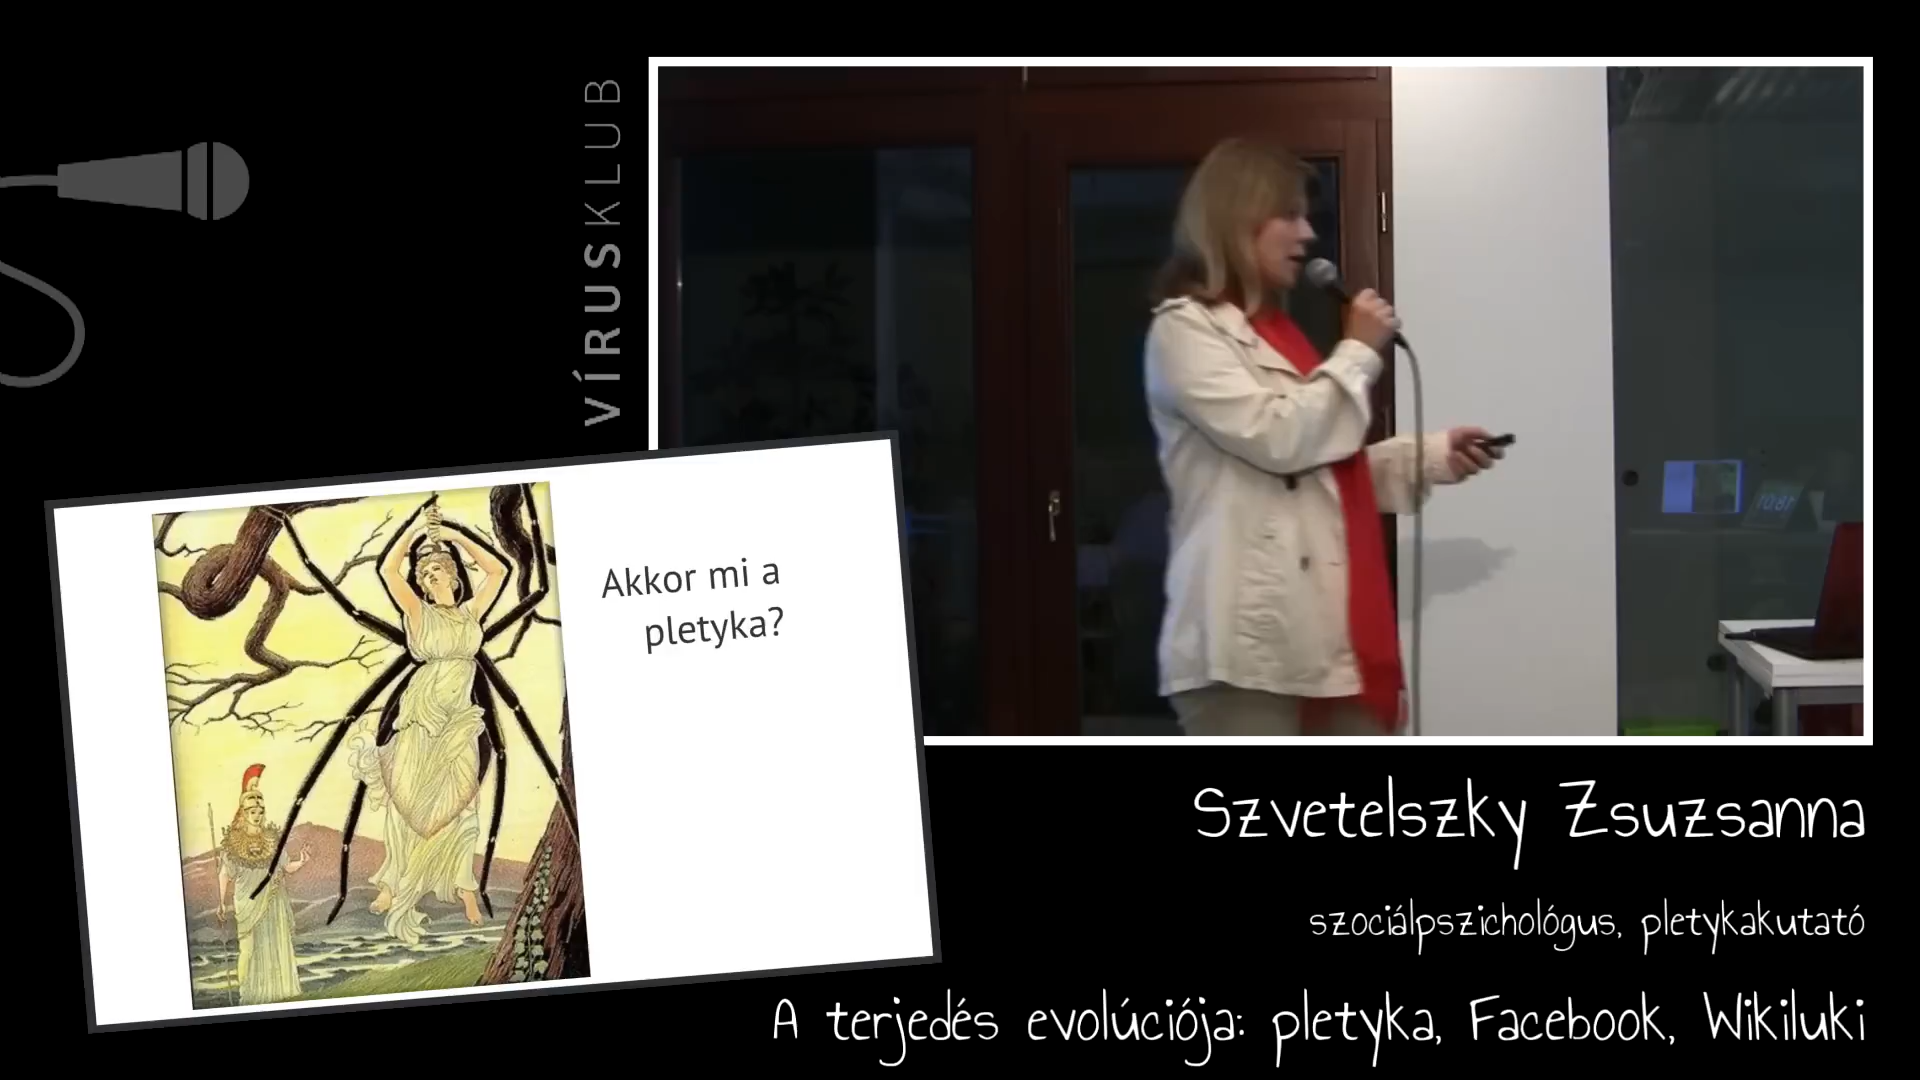 VÍRUSKLUB
Akkor mi a
pletyka?
Szvetelszky Zsuzsanna
szociálpszichológus, pletykakutató
A terjedés evolúciója: pletyka, Facebook, Wikiluki